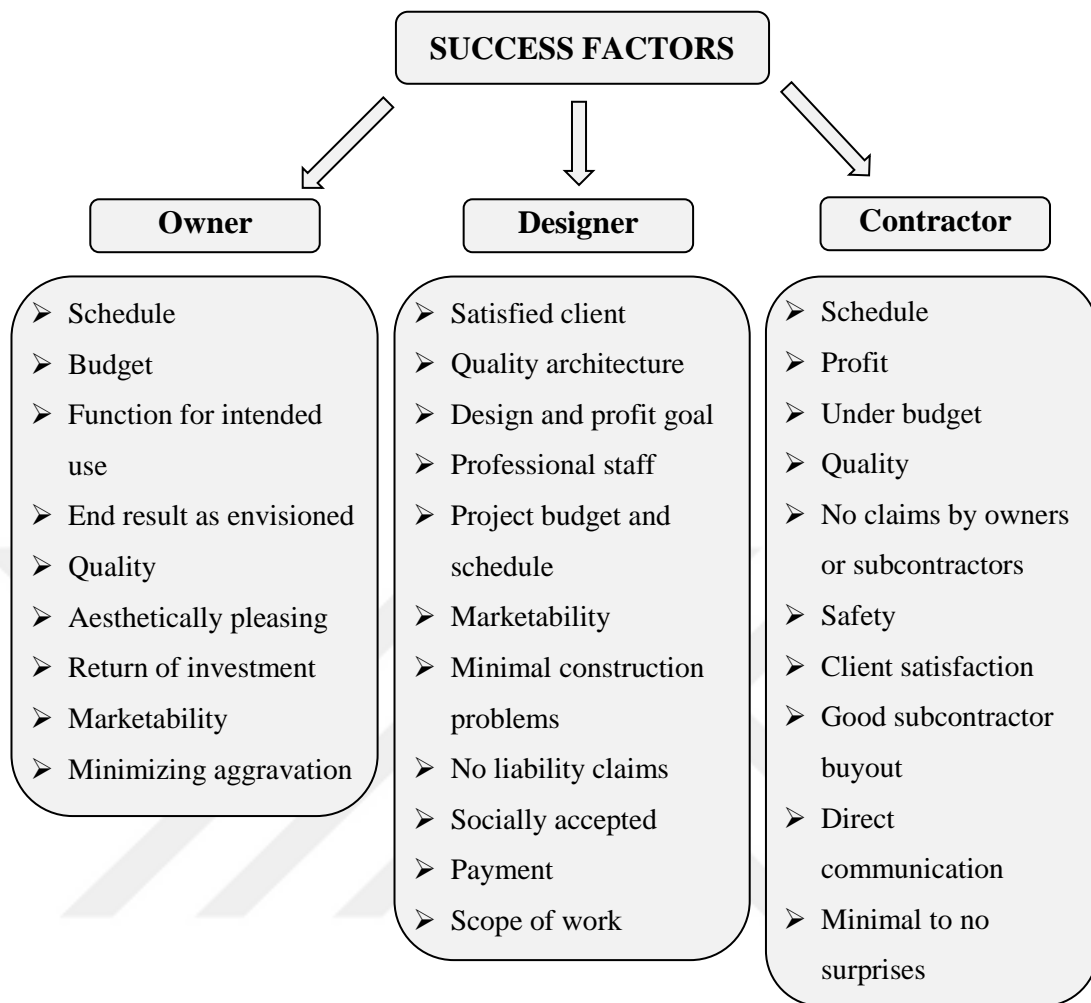 SUCCESS FACTORS
Owner
Schedule
Budget
Function for intended
use
End result as envisioned
Quality
Aesthetically pleasing
Return of investment
Marketability
Minimizing aggravation
Designer
Satisfied client
Quality architecture
Design and profit goal
Professional staff
Project budget and
schedule
Marketability
Minimal construction
problems
No liability claims
Socially accepted
Payment
Scope of work
Contractor
Schedule
Profit
Under budget
Quality
No claims by owners
or subcontractors
Safety
Client satisfaction
Good subcontractor
buyout
Direct
communication
Minimal to no
surprises